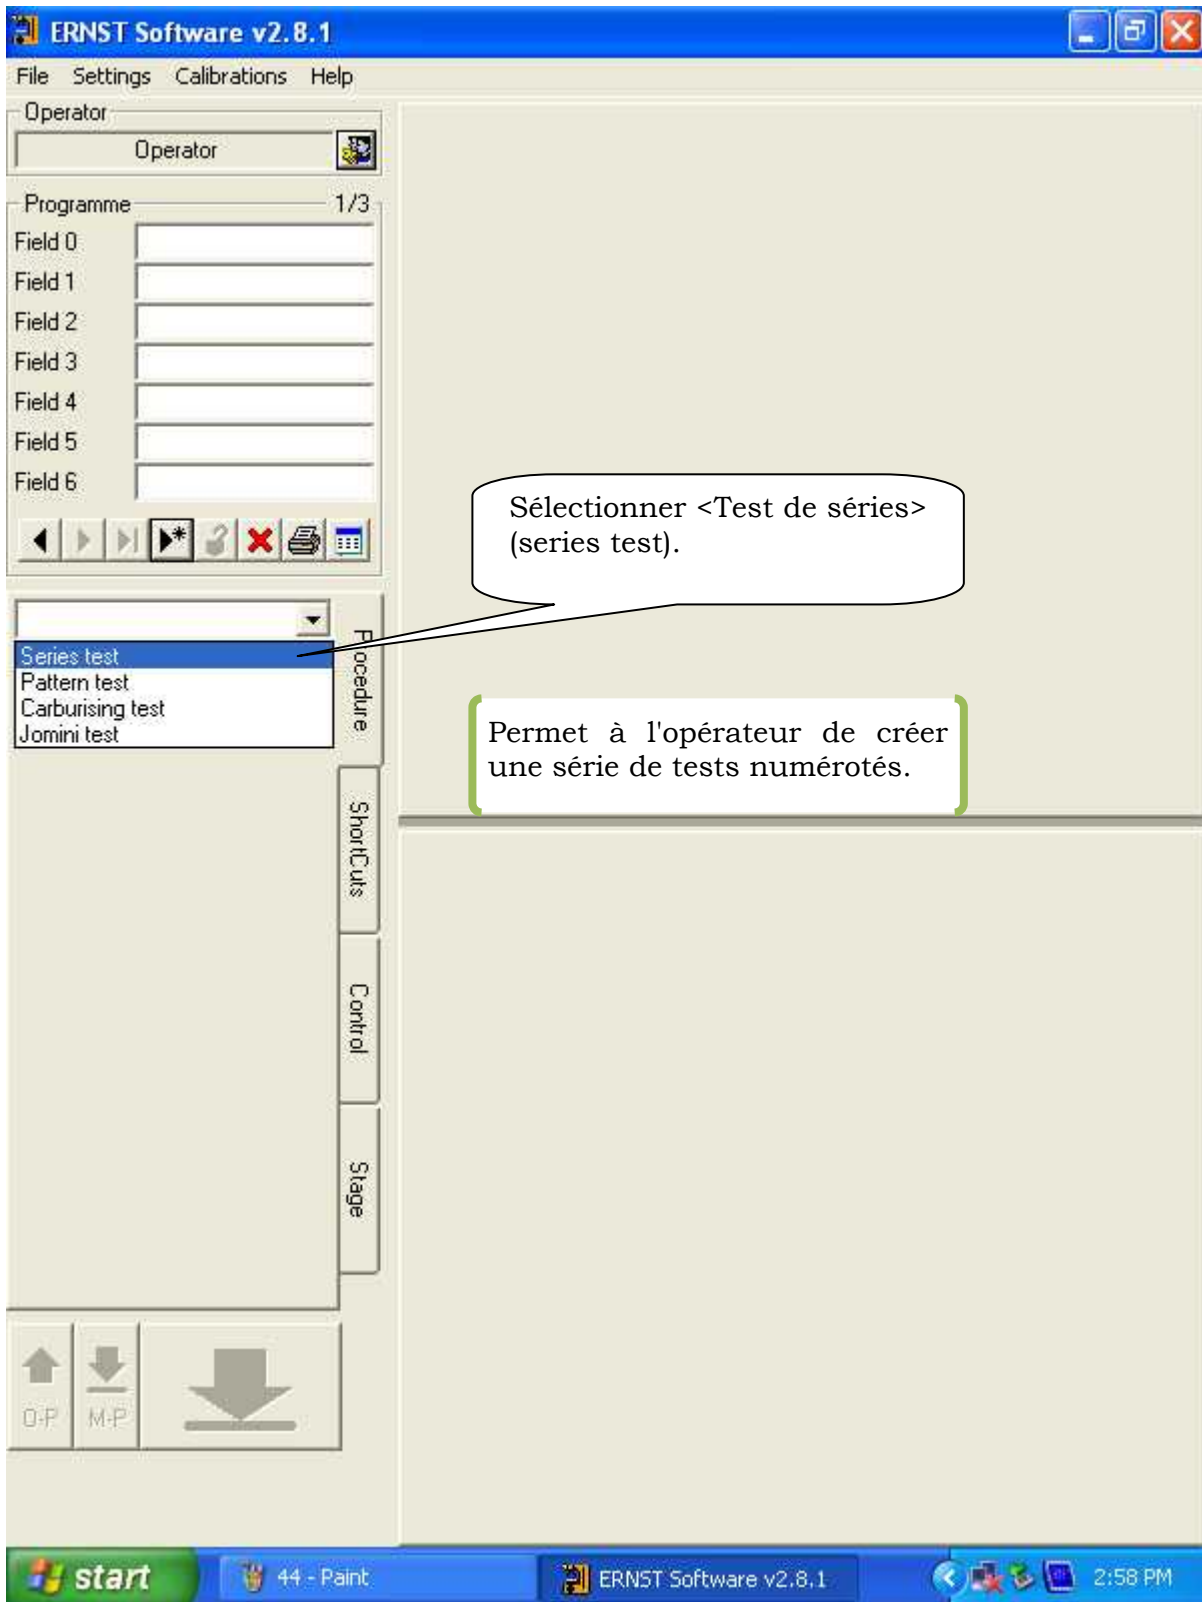 ERNST Software v2.8.1
File Settings Calibrations Help
Operator
Operator
Programme 1/3
Field 0
Field 1
Field 2
Field 3
Field 4
Field 5
Field 6
Sélectionner <Test de séries>
(series test).
Series test
Pattern test
Carburising test
Jomini test
Procedure
Permet à l'opérateur de créer
une série de tests numérotés.
ShortCuts
Control
Stage
0-P M-P
start 44 - Paint ERNST Software v2.8.1 2:58 PM